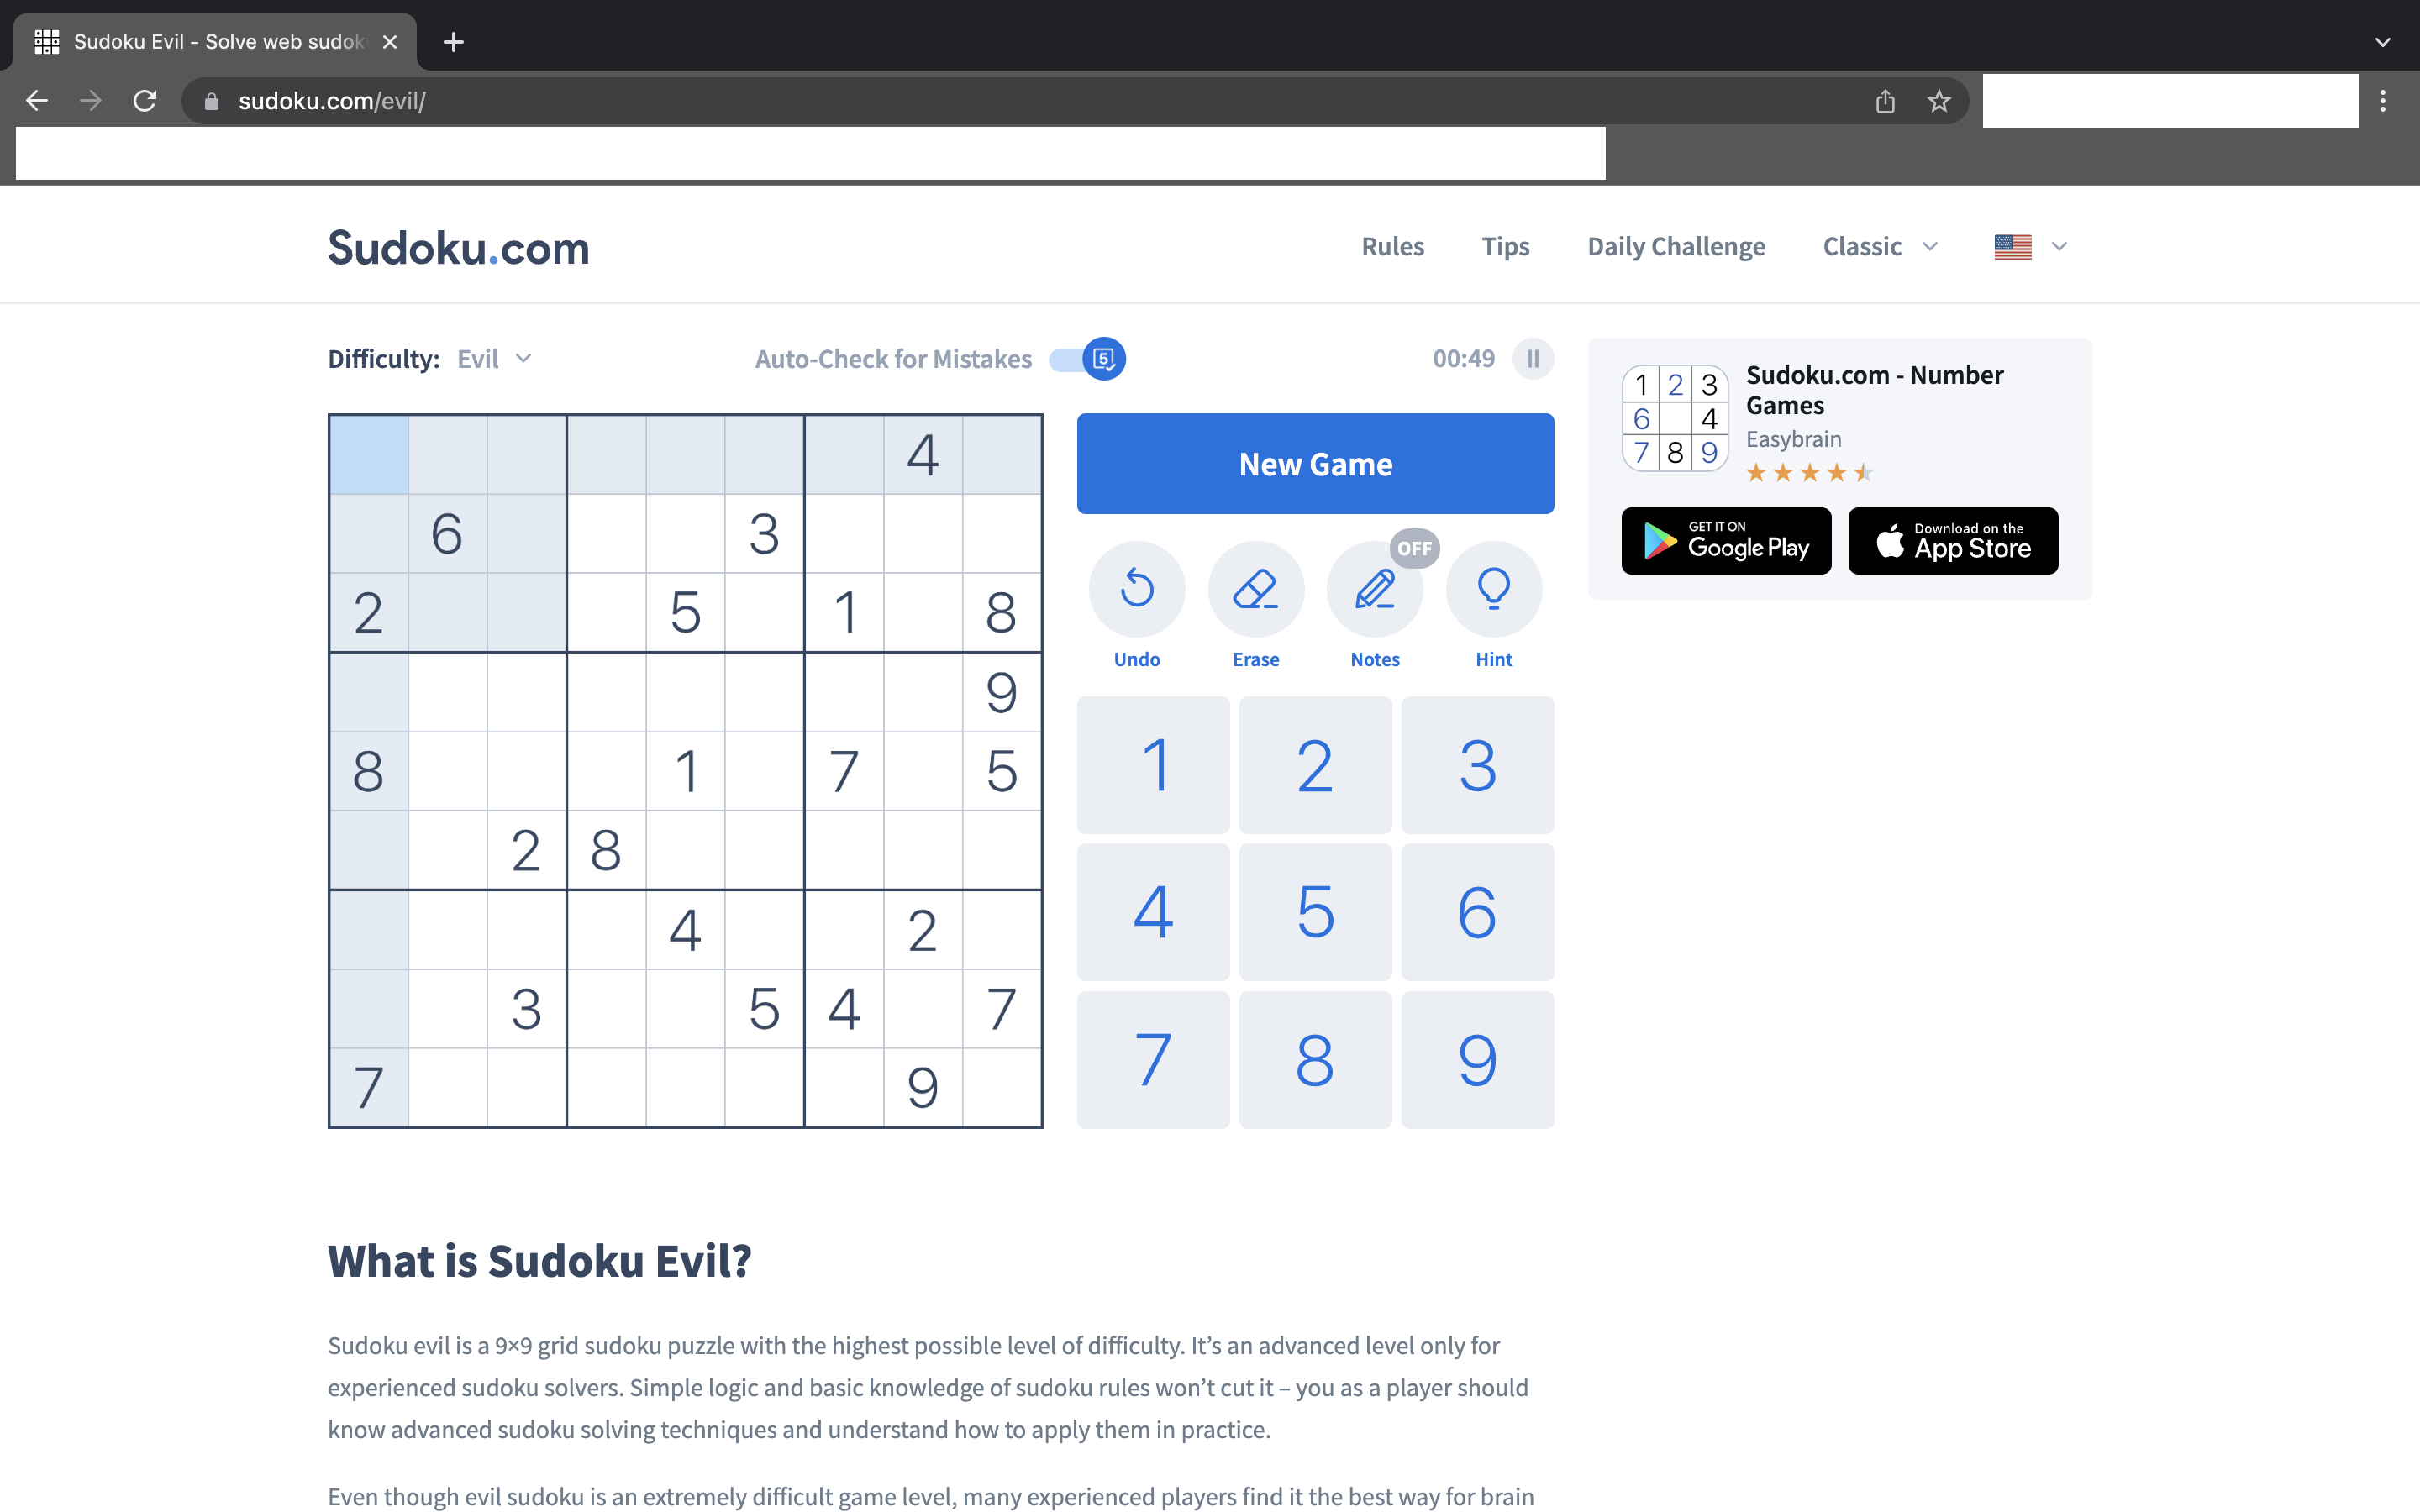 Sudoku Evil - Solve web sudok
sudoku.com/evil/
Sudoku.com
Rules Tips Daily Challenge Classic
Difficulty: Evil Auto-Check for Mistakes 5 00:49
4
6 3
2 5 1 8
9
8 1 7 5
2 8
4 2
3 5 4 7
7 9
New Game
OFF
Undo Erase Notes Hint
1 2 3
4 5 6
7 8 9
1 2 3
6 4
7 8 9
Sudoku.com - Number
Games
Easybrain
GET IT ON
Google Play
Download on the
App Store
What is Sudoku Evil?
Sudoku evil is a 9×9 grid sudoku puzzle with the highest possible level of difficulty. It’s an advanced level only for
experienced sudoku solvers. Simple logic and basic knowledge of sudoku rules won’t cut it – you as a player should
know advanced sudoku solving techniques and understand how to apply them in practice.
Even though evil sudoku is an extremely difficult game level, many experienced players find it the best way for brain